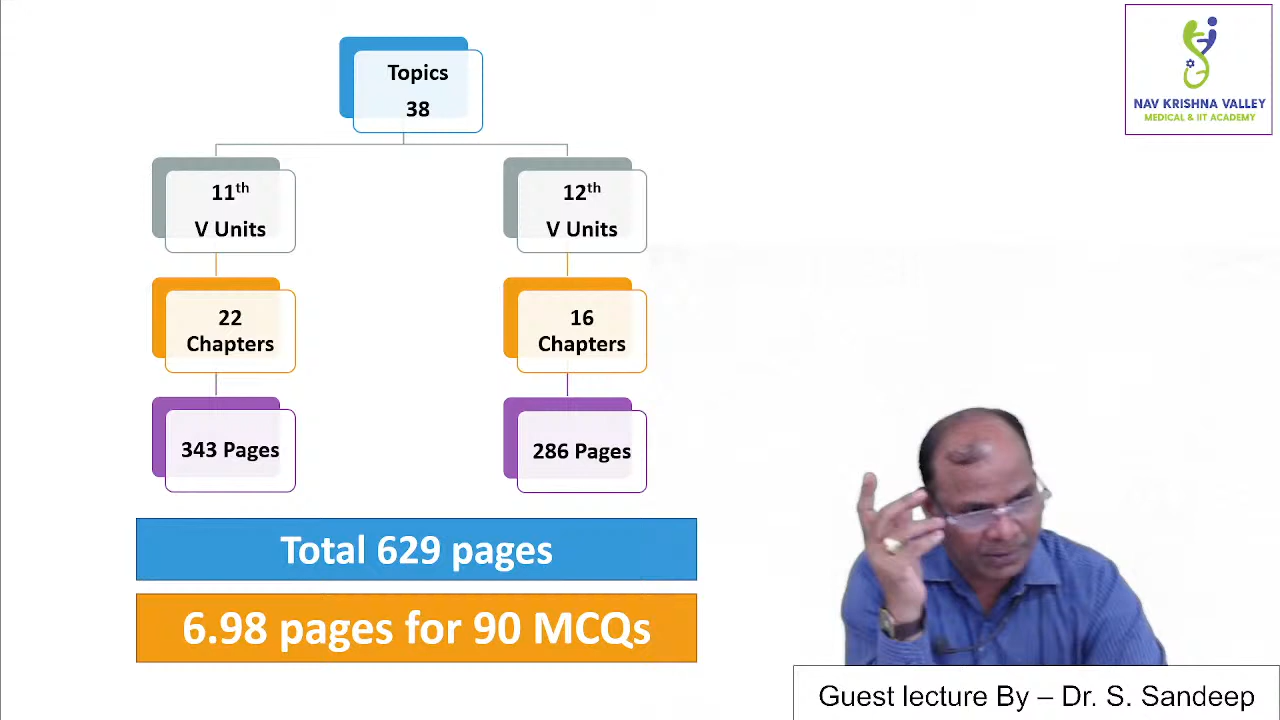 Topics
38
11th
V Units
12th
V Units
22
Chapters
16
Chapters
343 Pages
286 Pages
Total 629 pages
6.98 pages for 90 MCQs
NAV KRISHNA VALLEY
MEDICAL & IIT ACADEMY
Guest lecture By – Dr. S. Sandeep